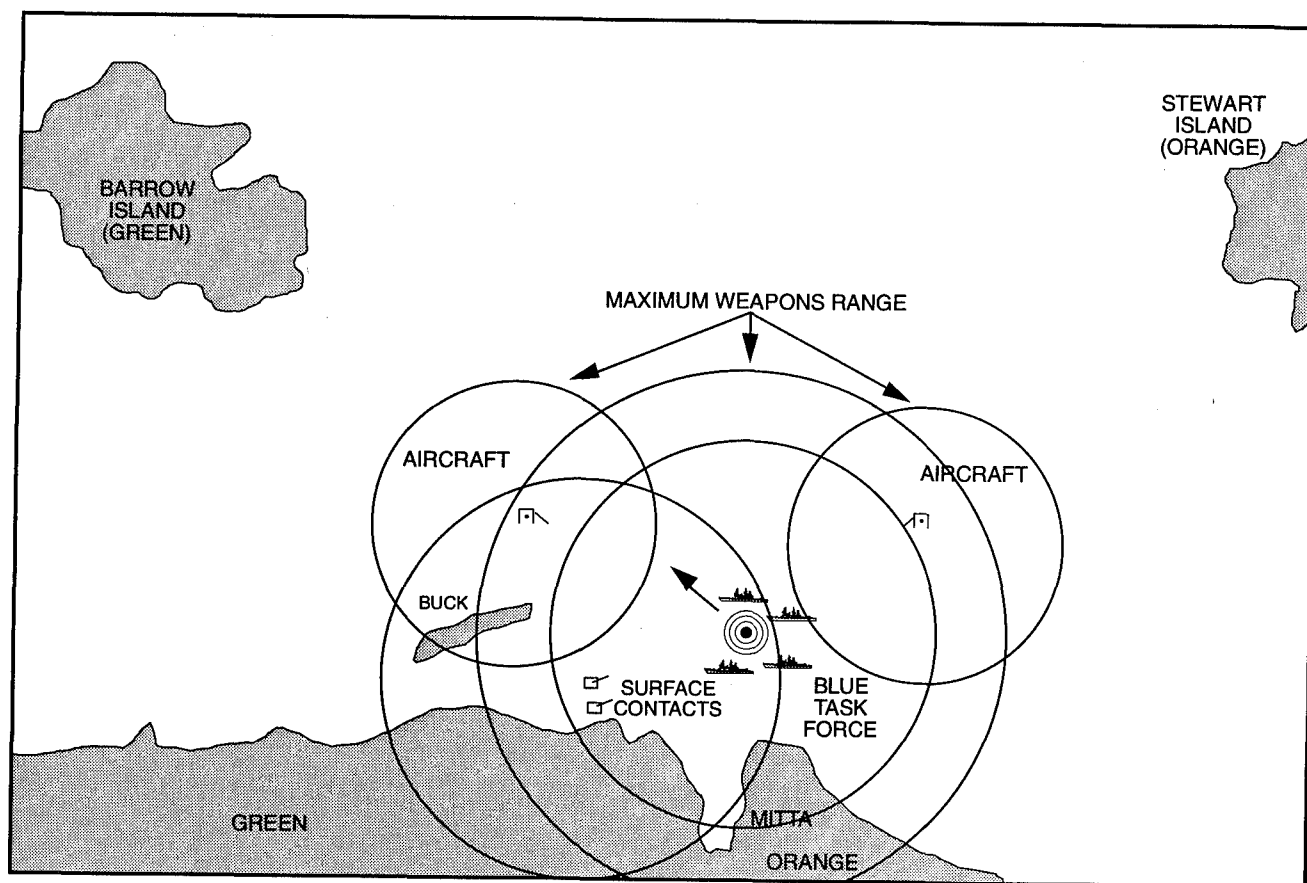 STEWART
ISLAND
(ORANGE)
BARROW
ISLAND
(GREEN)
MAXIMUM WEAPONS RANGE
AIRCRAFT
AIRCRAFT
BUCK
SURFACE
CONTACTS
BLUE
TASK
FORCE
GREEN
MITTA
ORANGE